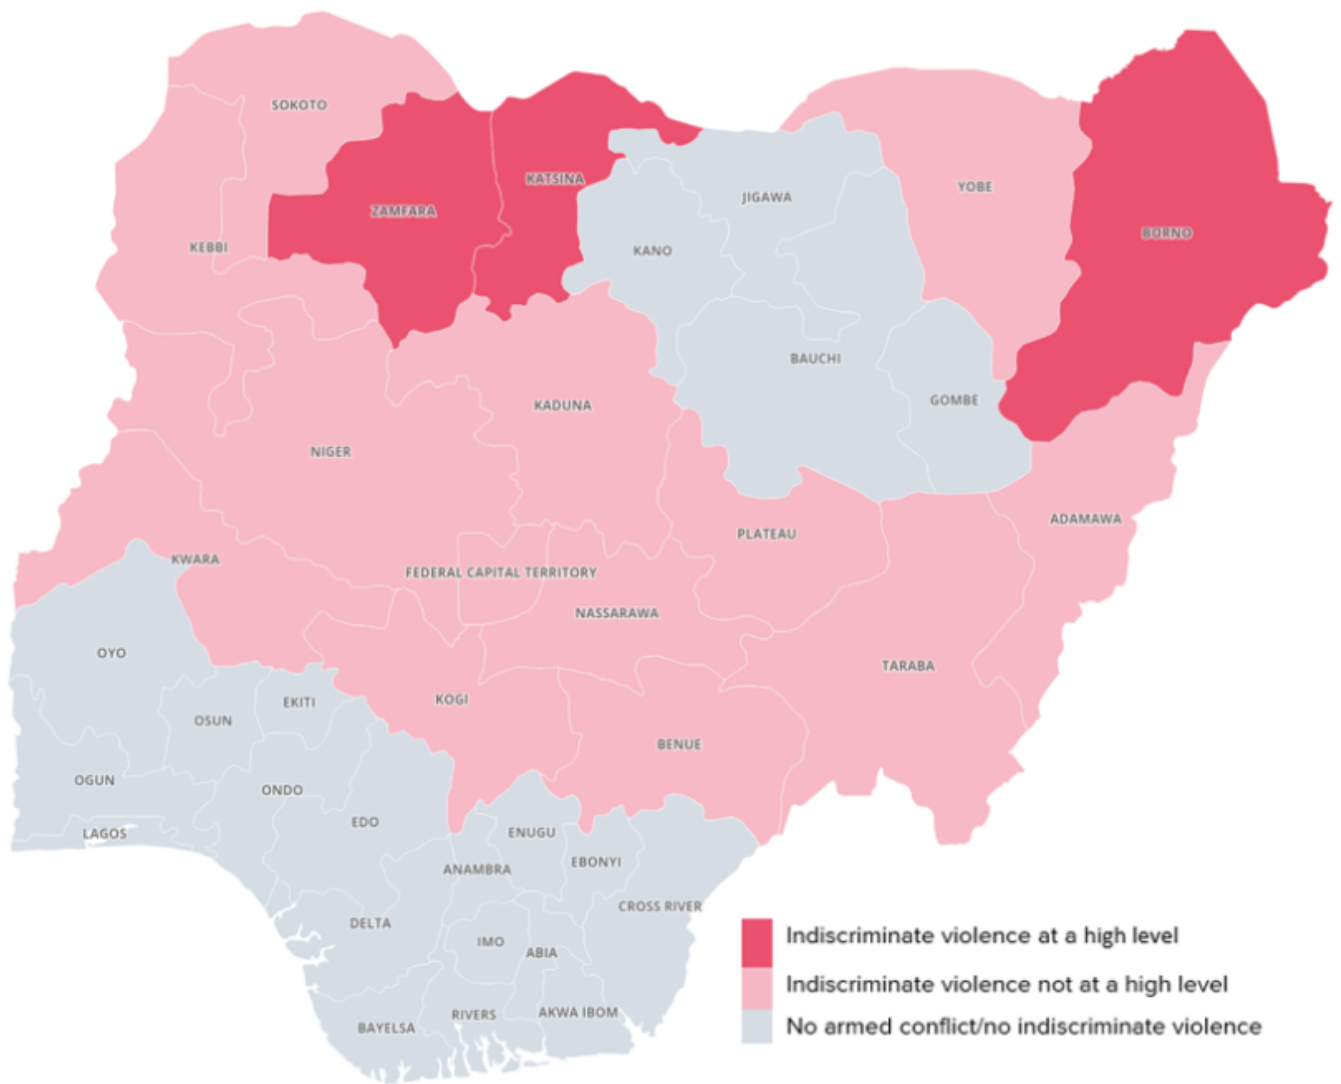 SOKOTO
KATSINA
YOBE
JIGAWA
ZAMFARA
BORNO
KEBBI
KANO
BAUCHI
GOMBE
KADUNA
NIGER
ADAMAWA
PLATEAU
KWARA
FEDERAL CAPITAL TERRITORY
NASSARAWA
OYO
TARABA
KOGI
EKITI
OSUN
BENUE
OGUN
ONDO
EDO
LAGOS
ENUGU
EBONYI
ANAMBRA
CROSS RIVER
DELTA
IMO
ABIA
RIVERS
AKWA IBOM
BAYELSA
Indiscriminate violence at a high level
Indiscriminate violence not at a high level
No armed conflict/no indiscriminate violence